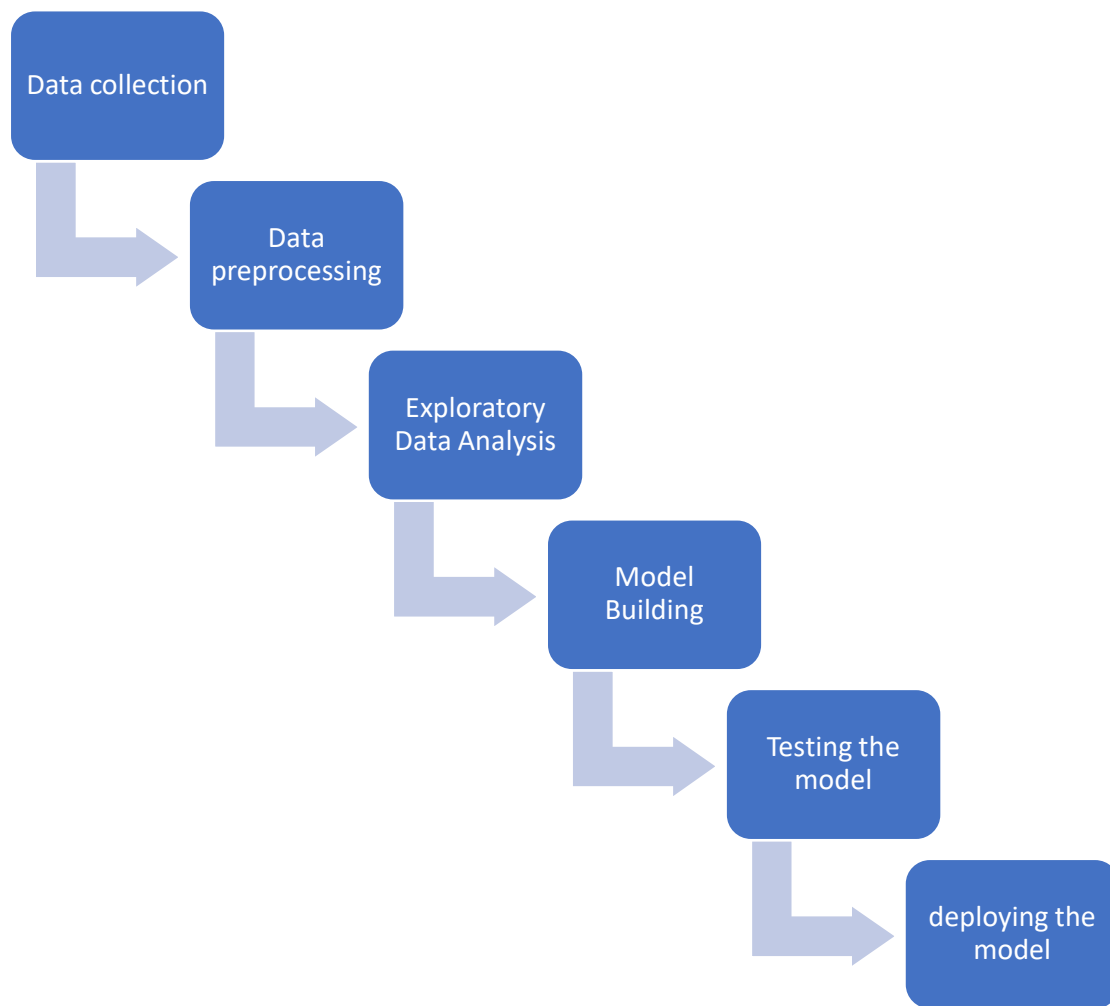 Data collection
Data
preprocessing
Exploratory
Data Analysis
Model
Building
Testing the
model
deploying the
model